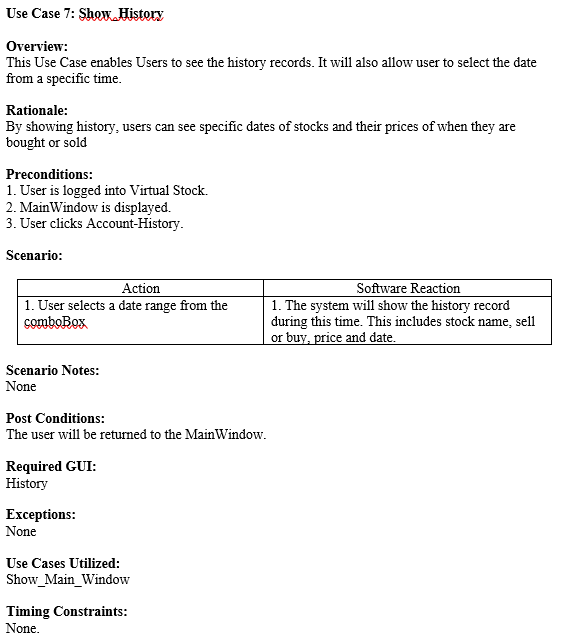 Use Case 7: Show_History
Overview:
This Use Case enables Users to see the history records. It will also allow user to select the date
from a specific time.
Rationale:
By showing history, users can see specific dates of stocks and their prices of when they are
bought or sold
Preconditions:
1. User is logged into Virtual Stock.
2. MainWindow is displayed.
3. User clicks Account-History.
Scenario:
Action
Software Reaction
1. User selects a date range from the
comboBox
1. The system will show the history record
during this time. This includes stock name, sell
or buy, price and date.
Scenario Notes:
None
Post Conditions:
The user will be returned to the MainWindow.
Required GUI:
History
Exceptions:
None
Use Cases Utilized:
Show_Main_Window
Timing Constraints:
None.